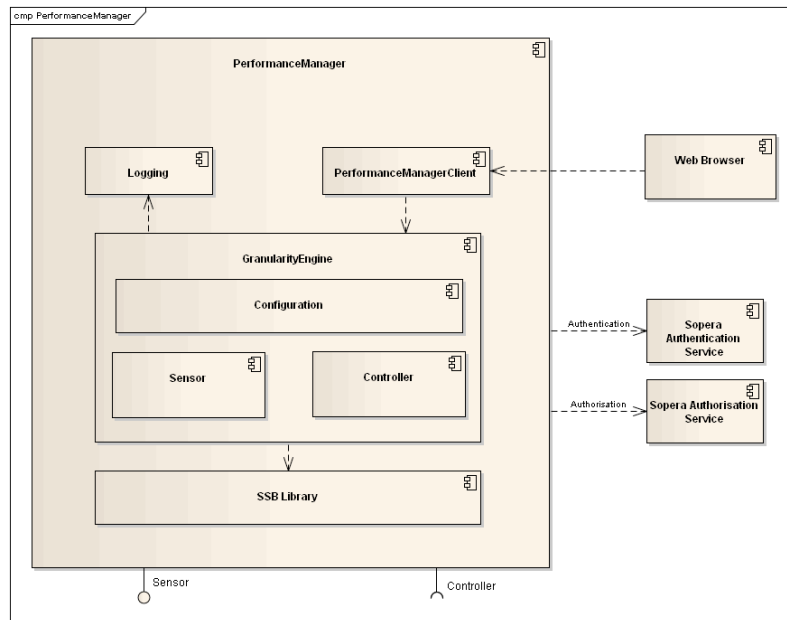 cmp PerformanceManager
PerformanceManager
Logging
PerformanceManagerClient
Web Browser
GranularityEngine
Configuration
Sensor
Controller
SSB Library
Authentication
Sopera
Authentication
Service
Authorisation
Sopera Authorisation
Service
Sensor
Controller